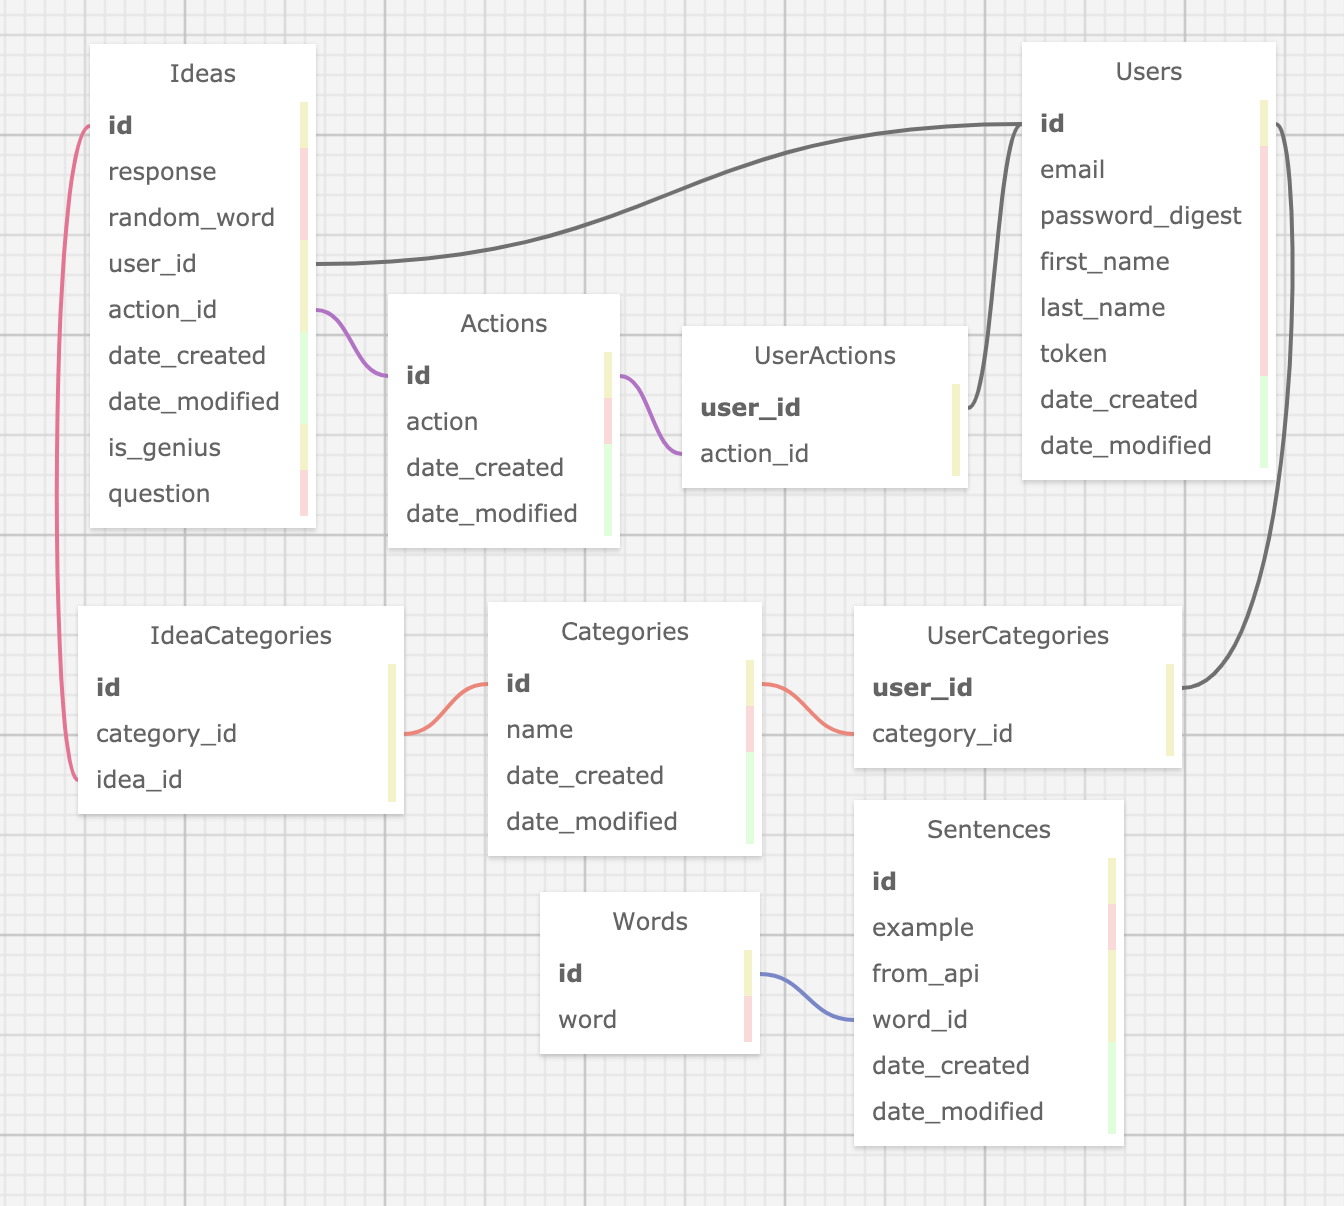 Ideas
id
response
random_word
user_id
action_id
date_created
date_modified
is_genius
question
Actions
id
action
date_created
date_modified
UserActions
user_id
action_id
Users
id
email
password_digest
first_name
last_name
token
date_created
date_modified
IdeaCategories
id
category_id
idea_id
Categories
id
name
date_created
date_modified
UserCategories
user_id
category_id
Words
id
word
Sentences
id
example
from_api
word_id
date_created
date_modified